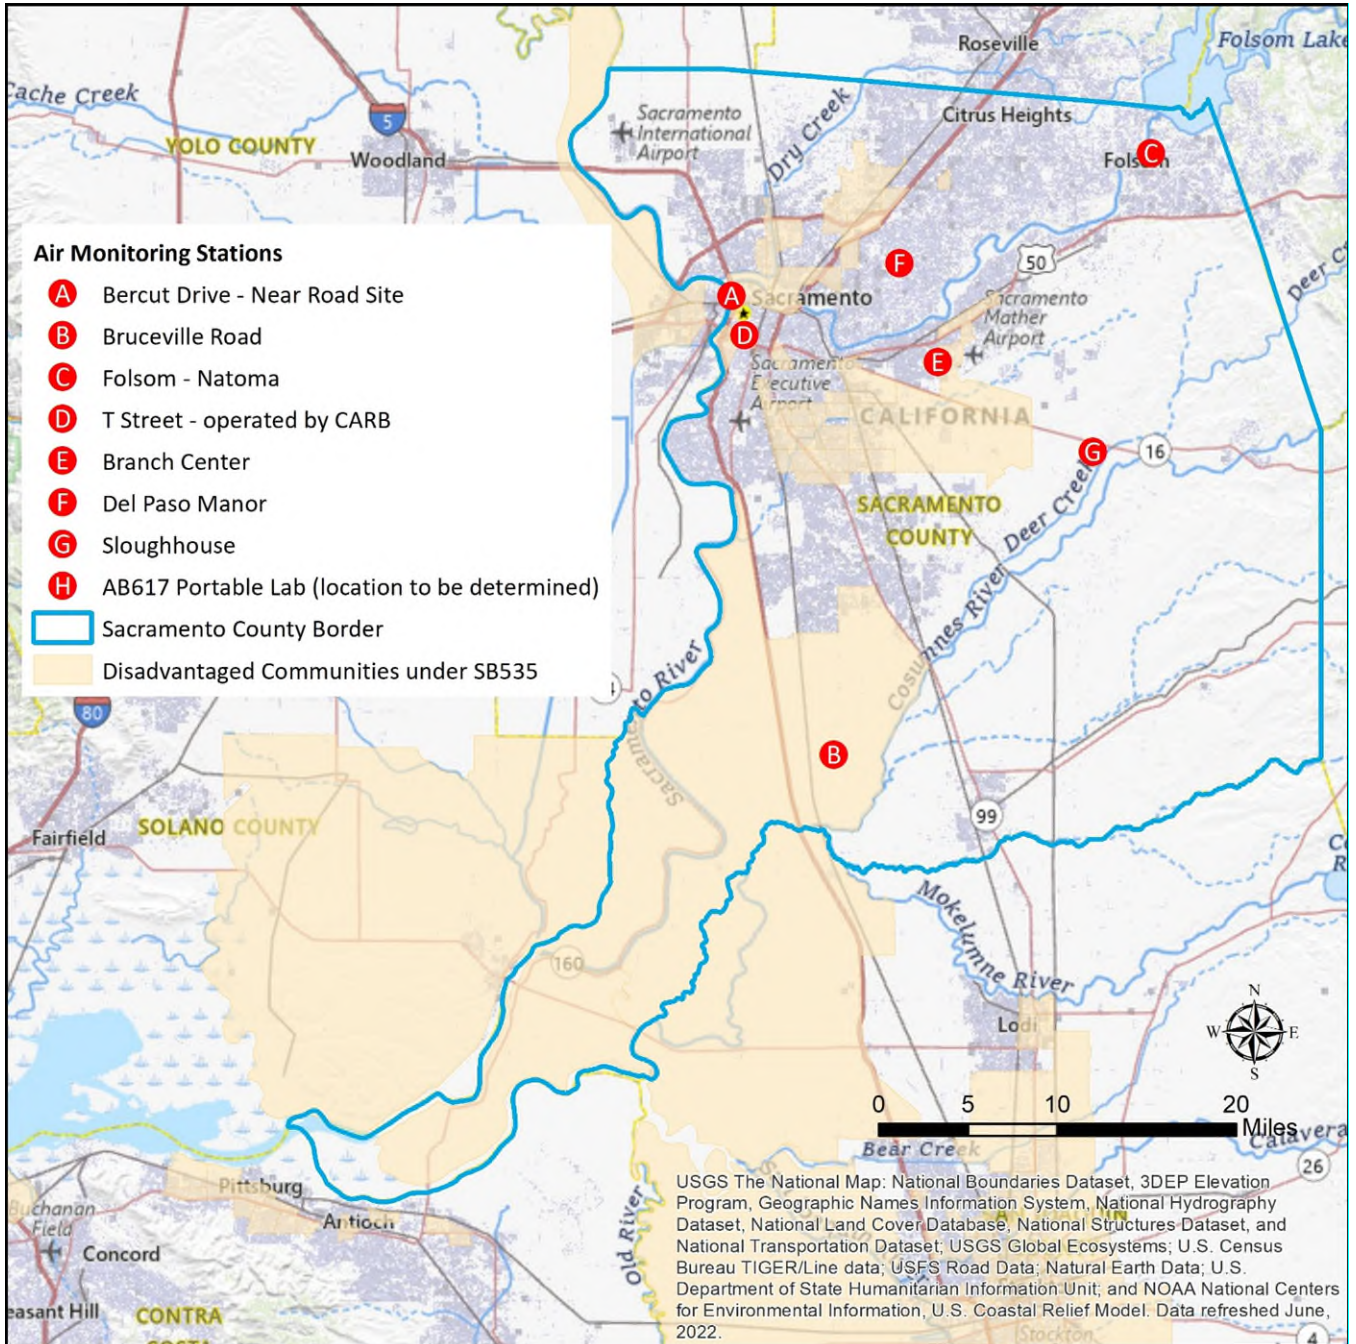 Roseville
Folsom Lake
Cache Creek
5
Sacramento
International
Airport
Dry Creek
Citrus Heights
YOLO COUNTY
Woodland
C
Air Monitoring Stations
A Bercut Drive - Near Road Site
B Bruceville Road
C Folsom - Natoma
D T Street - operated by CARB
E Branch Center
F Del Paso Manor
G Sloughhouse
H AB617 Portable Lab (location to be determined)
Sacramento County Border
Disadvantaged Communities under SB535
F
50
Deer
A
Sacramento
Sacramento
Mather
Airport
D
E
Sacramento
Executive
Airport
CALIFORNIA
G
16
SACRAMENTO
COUNTY
Deer Creek
Cosumnes River
to River
Sacrame
80
B
99
SOLANO COUNTY
Fairfield
Mokelumne River
160
Lodi
N
W E
S
0 5 10 20
Miles
Calavera
Bear Creek
26
Pittsburg
Antioch
Buchanan
Field
Concord
easant Hill
CONTRA
Old River
USGS The National Map: National Boundaries Dataset, 3DEP Elevation
Program, Geographic Names Information System, National Hydrography
Dataset, National Land Cover Database, National Structures Dataset, and
National Transportation Dataset; USGS Global Ecosystems; U.S. Census
Bureau TIGER/Line data; USFS Road Data; Natural Earth Data; U.S.
Department of State Humanitarian Information Unit; and NOAA National Centers
for Environmental Information, U.S. Coastal Relief Model. Data refreshed June,
2022.
Stockton
4